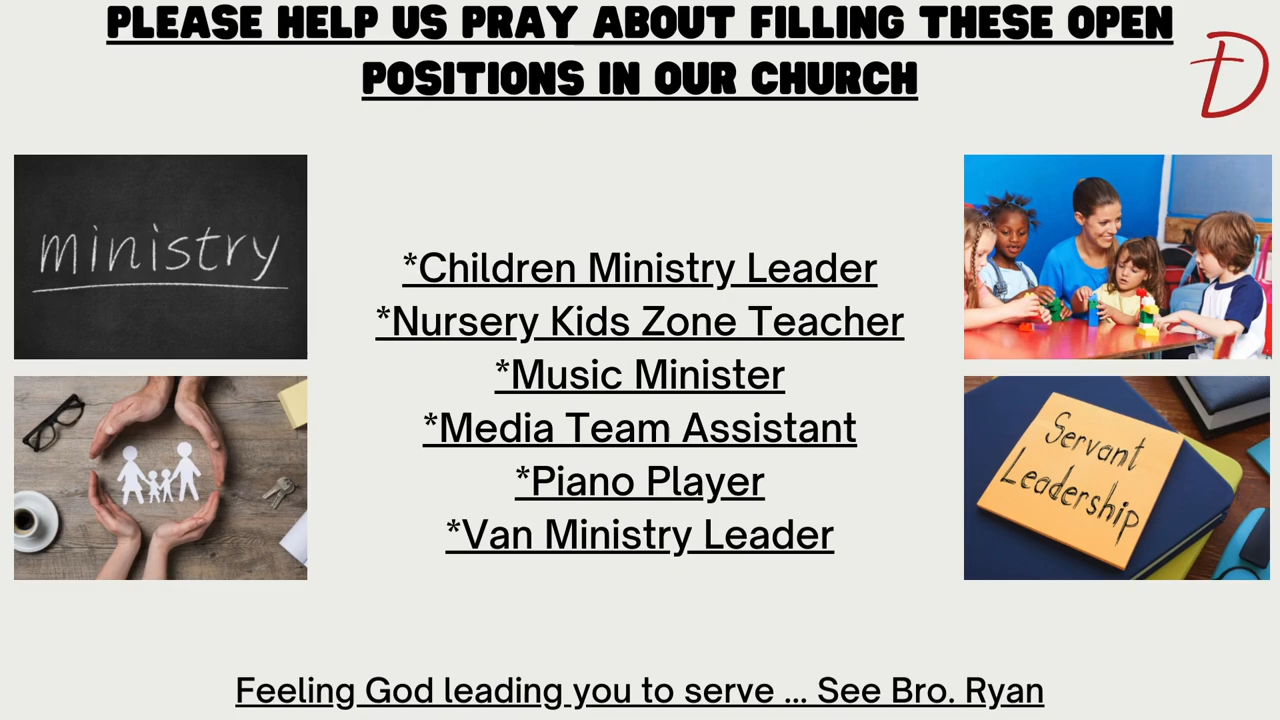 PLEASE HELP US PRAY ABOUT FILLING THESE OPEN
POSITIONS IN OUR CHURCH
D
ministry
*Children Ministry Leader
*Nursery Kids Zone Teacher
*Music Minister
*Media Team Assistant
*Piano Player
*Van Ministry Leader
Servant
Leadership
Feeling God leading you to serve ... See Bro. Ryan